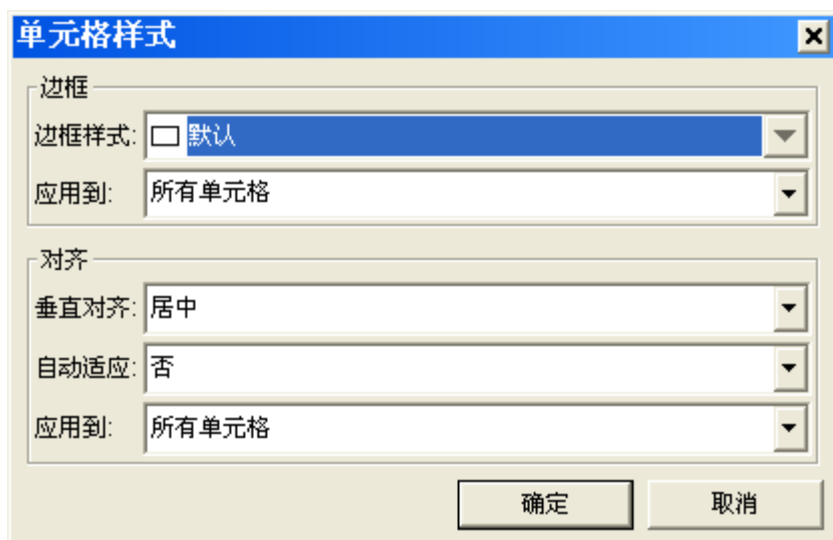 单元格样式
边框
边框样式: 默认
应用到: 所有单元格
对齐
垂直对齐: 居中
自动适应: 否
应用到: 所有单元格
确定 取消